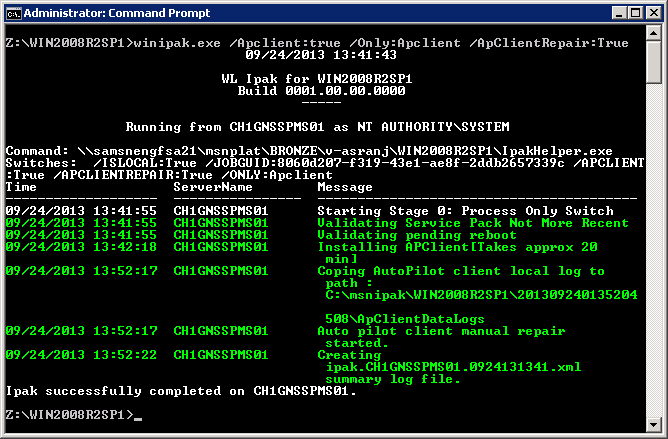 Administrator: Command Prompt
Z:\WIN2008R2SP1>winipak.exe /Apclient:true /Only:Apclient /ApClientRepair:True
09/24/2013 13:41:43
WL Ipak for WIN2008R2SP1
Build 0001.00.00.0000
-----
Running from CH1GNSSPMS01 as NT AUTHORITY\SYSTEM
Command: \\samsnengfsa21\msnplat\BRONZE\v-asranj\WIN2008R2SP1\IpakHelper.exe
Switches:  /ISLOCAL:True /JOBGUID:8060d207-f319-43e1-ae8f-2ddb2657339c /APCLIENT
:True /APCLIENTREPAIR:True /ONLY:Apclient
Time ServerName Message
------------------- ---------------- ----------------------------------------
09/24/2013 13:41:55 CH1GNSSPMS01 Starting Stage 0: Process Only Switch
09/24/2013 13:41:55 CH1GNSSPMS01 Validating Service Pack Not More Recent
09/24/2013 13:41:55 CH1GNSSPMS01 Validating pending reboot
09/24/2013 13:42:18 CH1GNSSPMS01 Installing APClient[Takes approx 20
min]
09/24/2013 13:52:17 CH1GNSSPMS01 Coping AutoPilot client local log to
path :
C:\msnipak\WIN2008R2SP1\201309240135204
508\ApClientDataLogs
09/24/2013 13:52:17 CH1GNSSPMS01 Auto pilot client manual repair
started.
09/24/2013 13:52:22 CH1GNSSPMS01 Creating
ipak.CH1GNSSPMS01.0924131341.xml
summary log file.
Ipak successfully completed on CH1GNSSPMS01.
Z:\WIN2008R2SP1>_